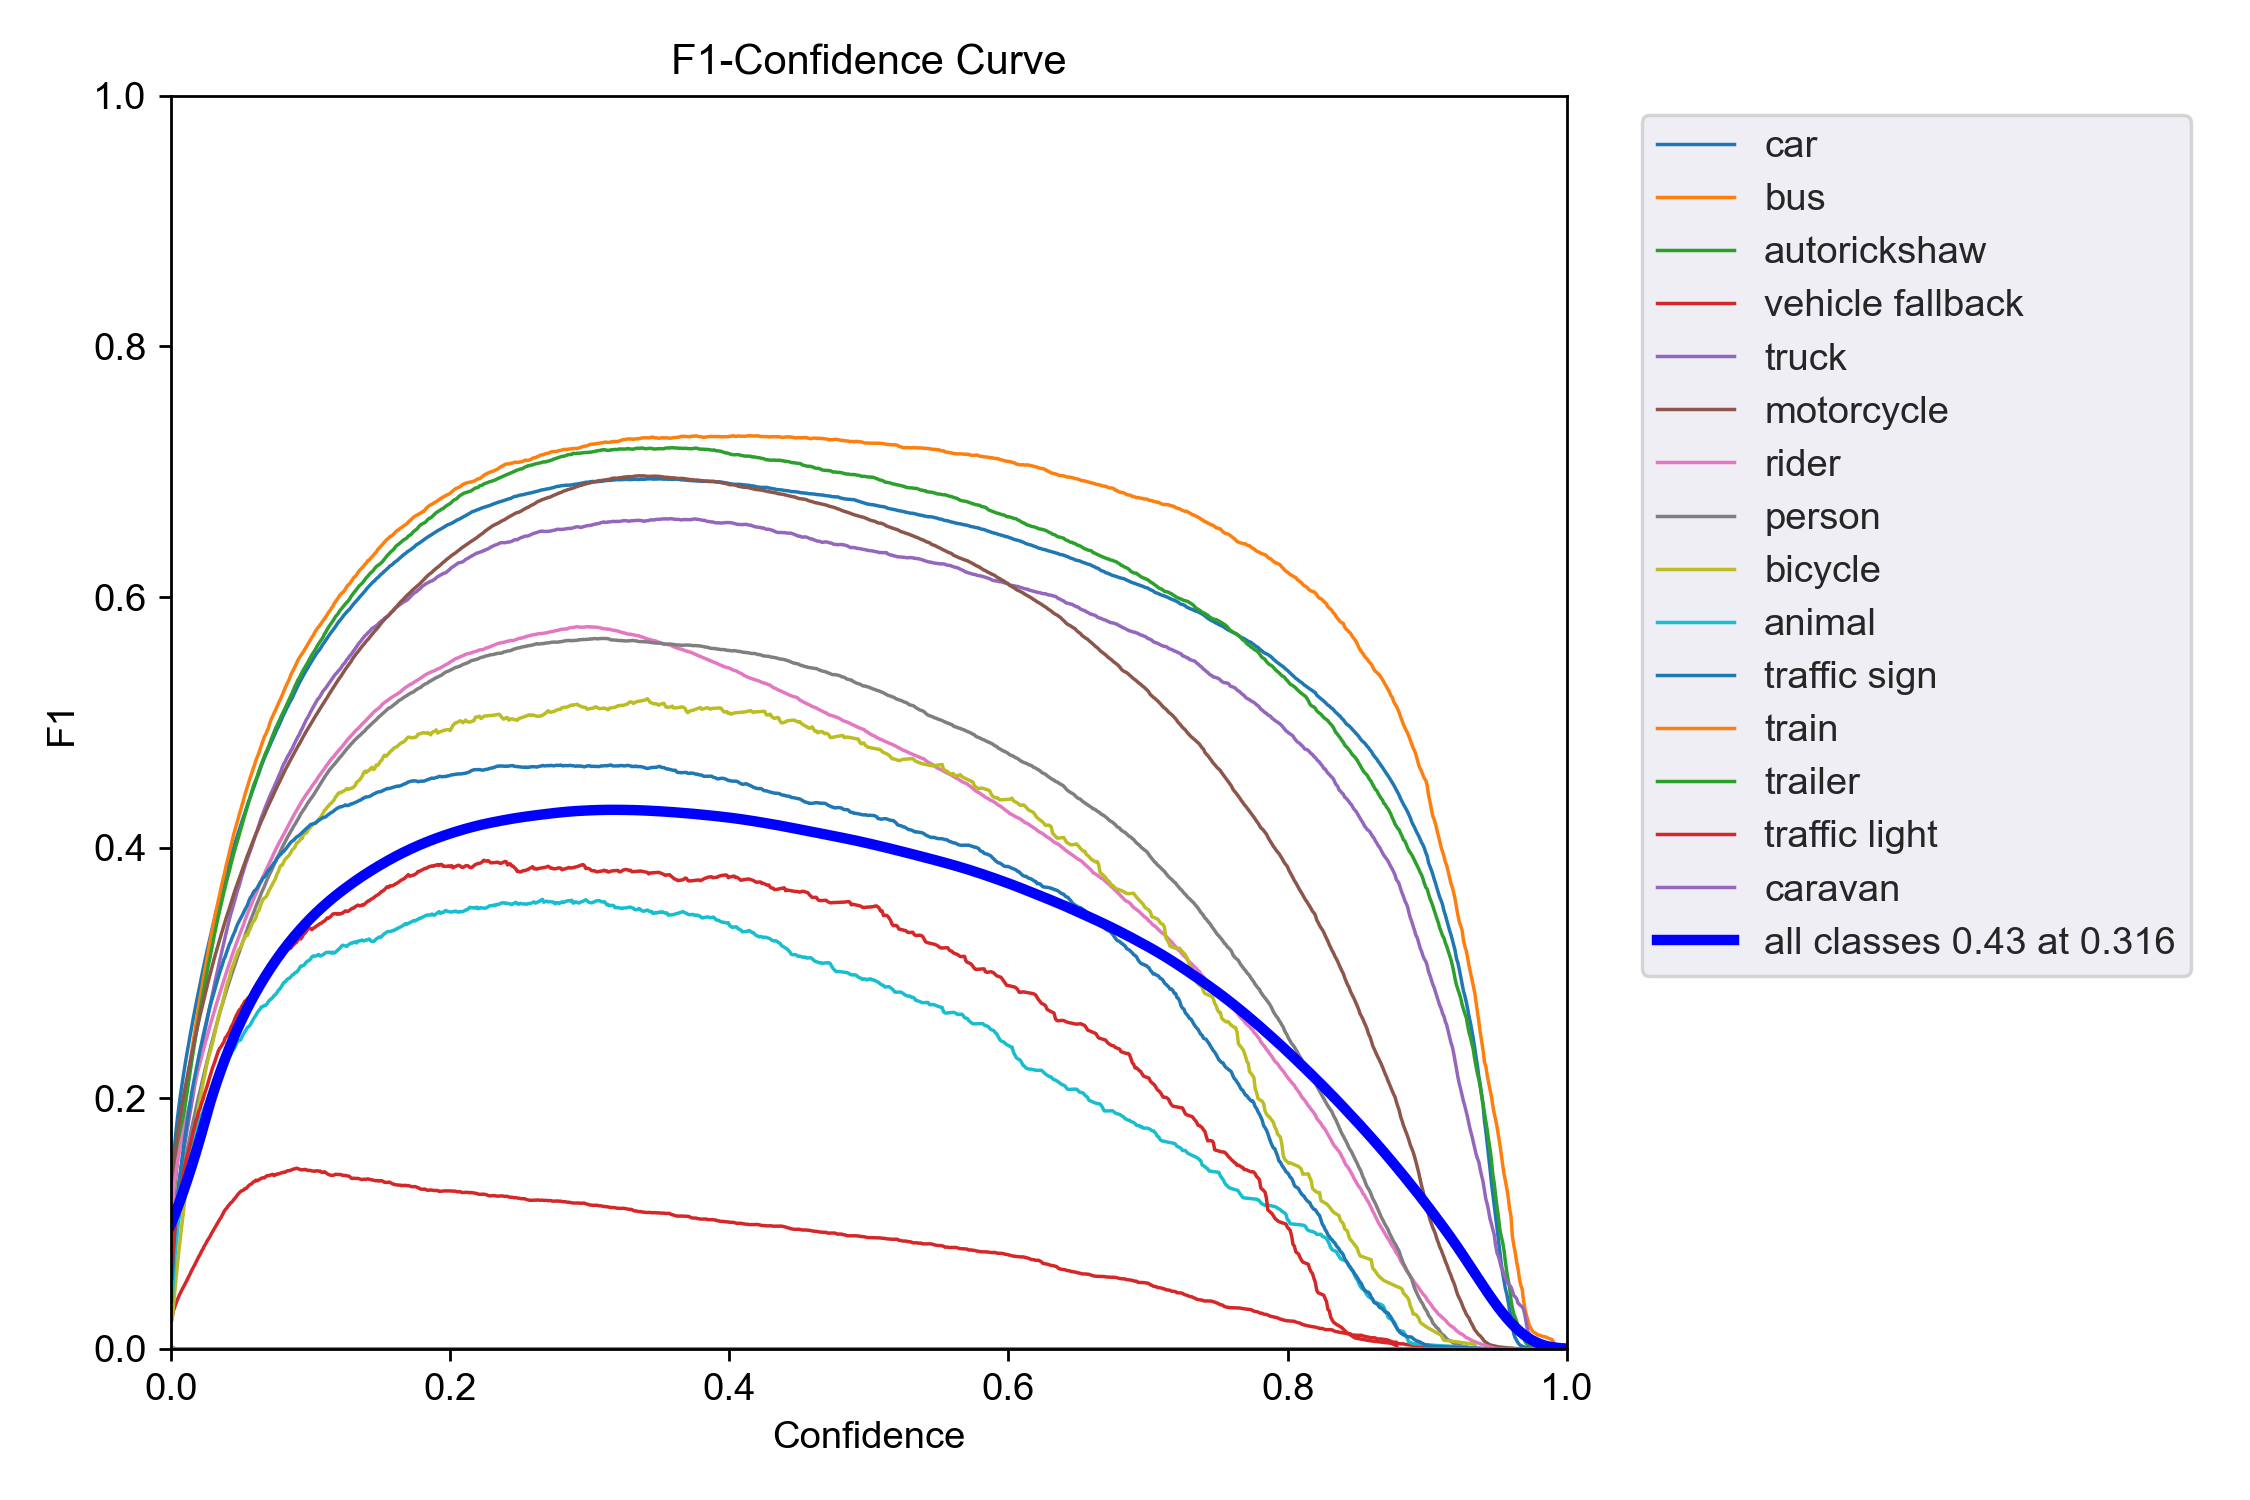 F1-Confidence Curve
1.0
0.8
0.6
0.4
0.2
0.0
F1
0.0 0.2 0.4 0.6 0.8 1.0
Confidence
car
bus
autorickshaw
vehicle fallback
truck
motorcycle
rider
person
bicycle
animal
traffic sign
train
trailer
traffic light
caravan
all classes 0.43 at 0.316